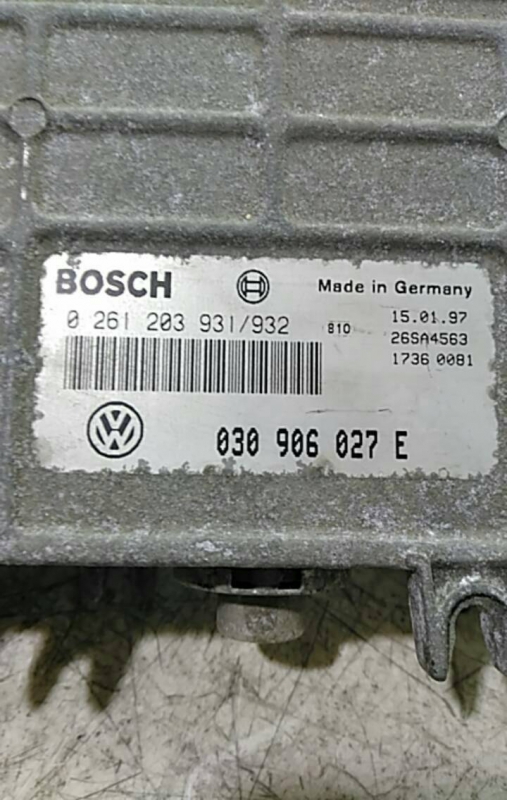 BOSCH
Made in Germany
0 261 203 931/932
810
15.01.97
26SA4563
1736 0081
030 906 027 E